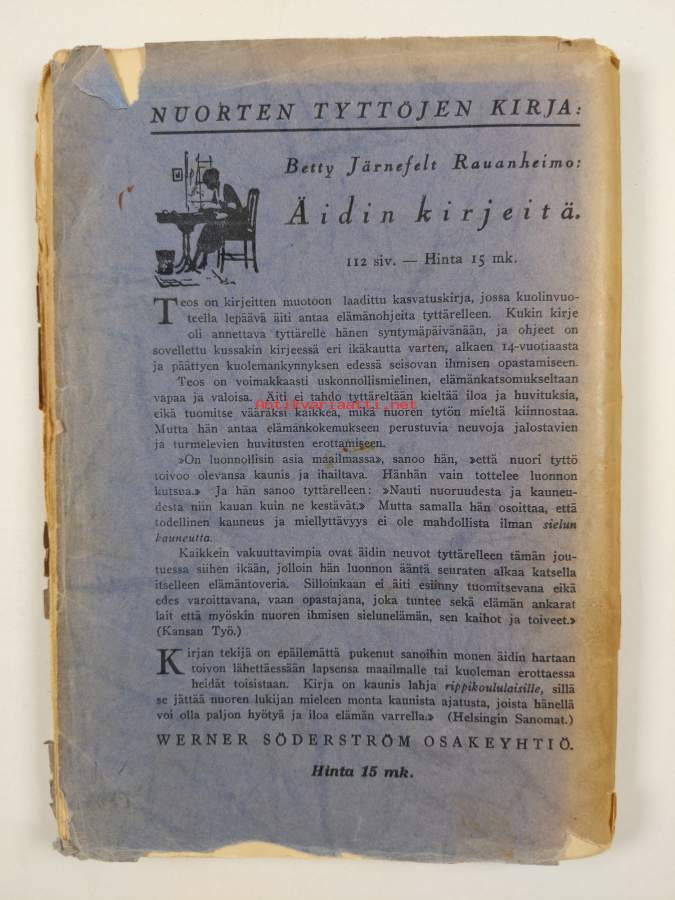 NUORTEN TYTTÖJEN KIRJA:
Betty Järnefelt Rauanheimo:
Äidin kirjeitä.
112 siv. — Hinta 15 mk.
Teos on kirjeitten muotoon laadittu kasvatuskirja, jossa kuolinvuo-
teella lepäävä äiti antaa elämänohjeita tyttärelleen. Kukin kirje
oli annettava tyttärelle hänen syntymäpäivänään, ja ohjeet on
sovellettu kussakin kirjeessä eri ikäkautta varten, alkaen 14-vuotiaasta
ja päättyen kuolemankynnyksen edessä seisovan ihmisen opastamiseen.
Teos on voimakkaasti uskonnollismielinen, elämänkatsomukseltaan
vapaa ja valoisa. Äiti ei tahdo tyttäreltään kieltää iloa ja huvituksia,
Antikvariaatti.net
eikä tuomitse vääräksi kaikkea, mikä nuoren tytön mieltä kiinnostaa.
Mutta hän antaa elämänkokemukseen perustuvia neuvoja jalostavien
ja turmelevien huvitusten erottamiseen.
»On luonnollisin asia maailmassa», sanoo hän, »että nuori tyttö
toivoo olevansa kaunis ja ihailtava. Hänhän vain tottelee luonnon
kutsua.» Ja hän sanoo tyttärelleen: »Nauti nuoruudesta ja kauneu-
desta niin kauan kuin ne kestävät.» Mutta samalla hän osoittaa, että
todellinen kauneus ja miellyttävyys ei ole mahdollista ilman sielun
kauneutta.
Kaikkein vakuuttavimpia ovat äidin neuvot tyttärelleen tämän jou-
tuessa siihen ikään, jolloin hän luonnon ääntä seuraten alkaa katsella
itselleen elämäntoveria. Silloinkaan ei äiti esiinny tuomitsevana eikä
edes varoittavana, vaan opastajana, joka tuntee sekä elämän ankarat
lait että myöskin nuoren ihmisen sielunelämän, sen kaihot ja toiveet.»
(Kansan Työ.)
Kirjan tekijä on epäilemättä pukenut sanoihin monen äidin hartaan
toivon lähettäessään lapsensa maailmalle tai kuoleman erottaessa
heidät toisistaan. Kirja on kaunis lahja rippikoululaisille, sillä
se jättää nuoren lukijan mieleen monta kaunista ajatusta, joista hänellä
voi olla paljon hyötyä ja iloa elämän varrella.» (Helsingin Sanomat.)
WERNER SÖDERSTRÖM OSAKEYHTIÖ.
Hinta 15 mk.